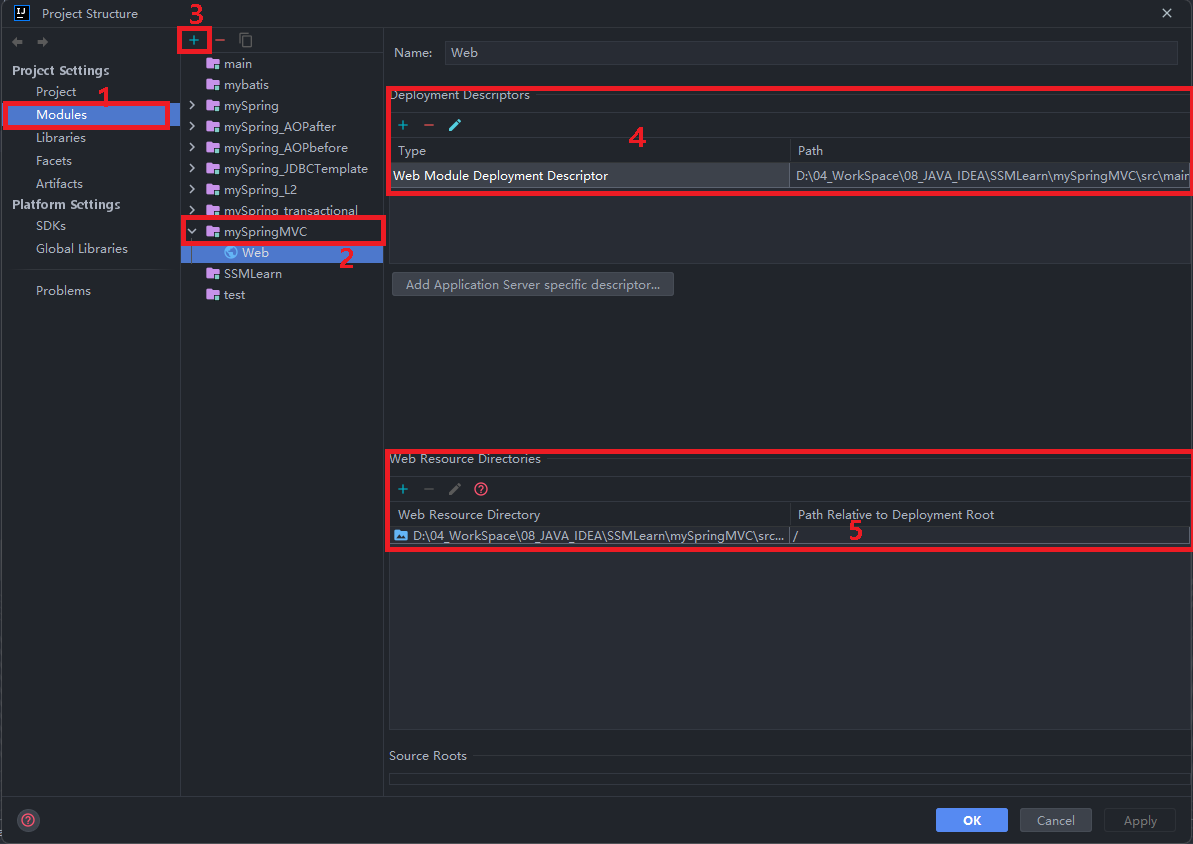 Project Structure
3
Project Settings
Project
1
Modules
Libraries
Facets
Artifacts
Platform Settings
SDKs
Global Libraries
Problems
main
mybatis
mySpring
mySpring_AOPafter
mySpring_AOPbefore
mySpring_JDBCTemplate
mySpring_L2
mySpring_transactional
mySpringMVC
Web
2
SSMLearn
test
Name: Web
Deployment Descriptors
4
Type Path
Web Module Deployment Descriptor D:\04_WorkSpace\08_JAVA_IDEA\SSMLearn\mySpringMVC\src\main
Add Application Server specific descriptor...
Web Resource Directories
Web Resource Directory Path Relative to Deployment Root
D:\04_WorkSpace\08_JAVA_IDEA\SSMLearn\mySpringMVC\src... /
5
Source Roots
OK Cancel Apply